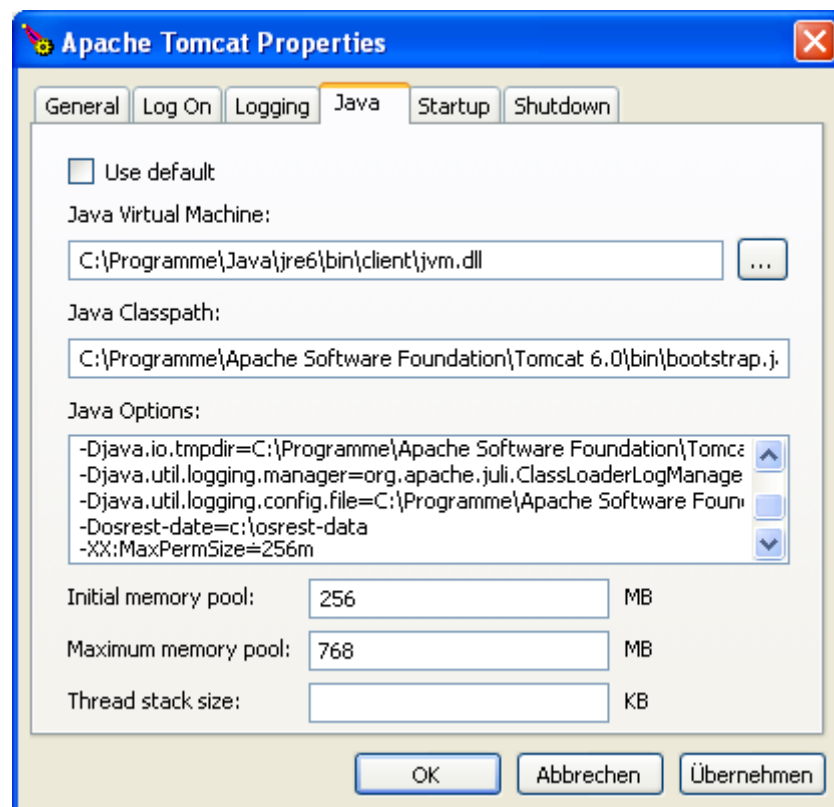 Apache Tomcat Properties
General Log On Logging Java Startup Shutdown
Use default
Java Virtual Machine:
C:\Programme\Java\jre6\bin\client\jvm.dll
...
Java Classpath:
C:\Programme\Apache Software Foundation\Tomcat 6.0\bin\bootstrap.j
Java Options:
-Djava.io.tmpdir=C:\Programme\Apache Software Foundation\Tomca
-Djava.util.logging.manager=org.apache.juli.ClassLoaderLogManage
-Djava.util.logging.config.file=C:\Programme\Apache Software Foun
-Dosrest-date=c:\osrest-data
-XX:MaxPermSize=256m
Initial memory pool: 256 MB
Maximum memory pool: 768 MB
Thread stack size: KB
OK Abbrechen Übernehmen